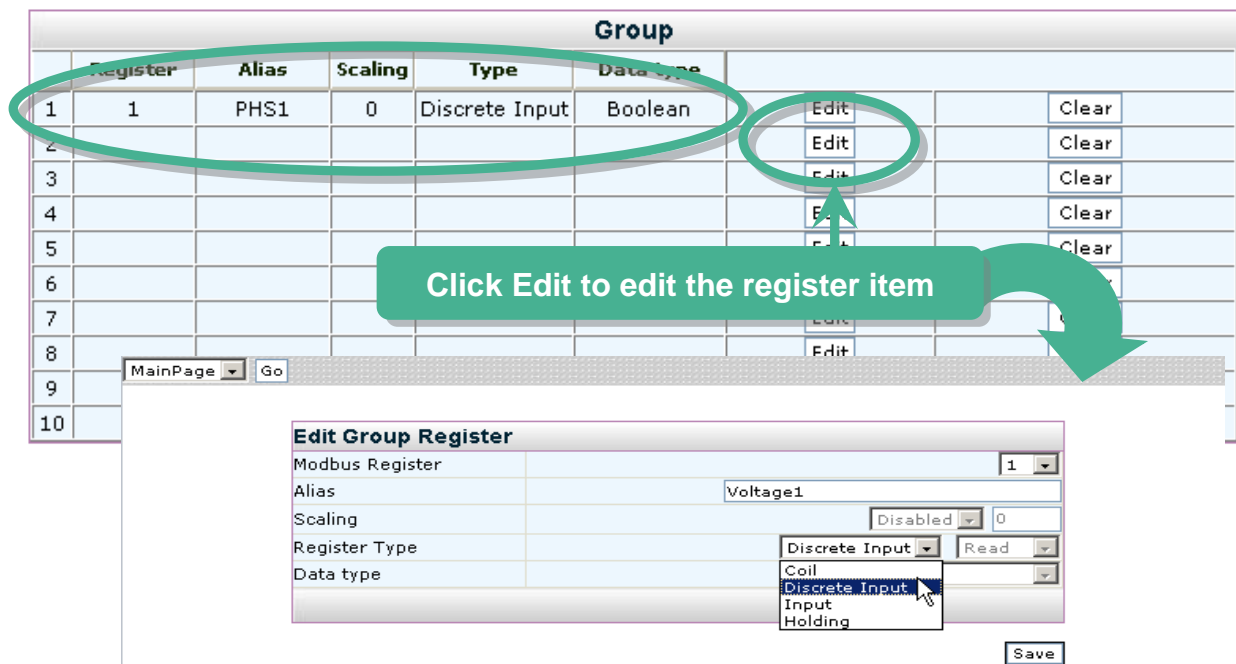 Group
Register Alias Scaling Type Data type
1 1 PHS1 0 Discrete Input Boolean Edit Clear
2 Edit Clear
3 Edit Clear
4 Clear
5 Clear
Click Edit to edit the register item
6
7 Edit
8 Edit
MainPage Go
9
10
Edit Group Register
Modbus Register 1
Alias Voltage1
Scaling Disabled 0
Register Type Discrete Input Read
Data type
Coil
Discrete Input
Input
Holding
Save